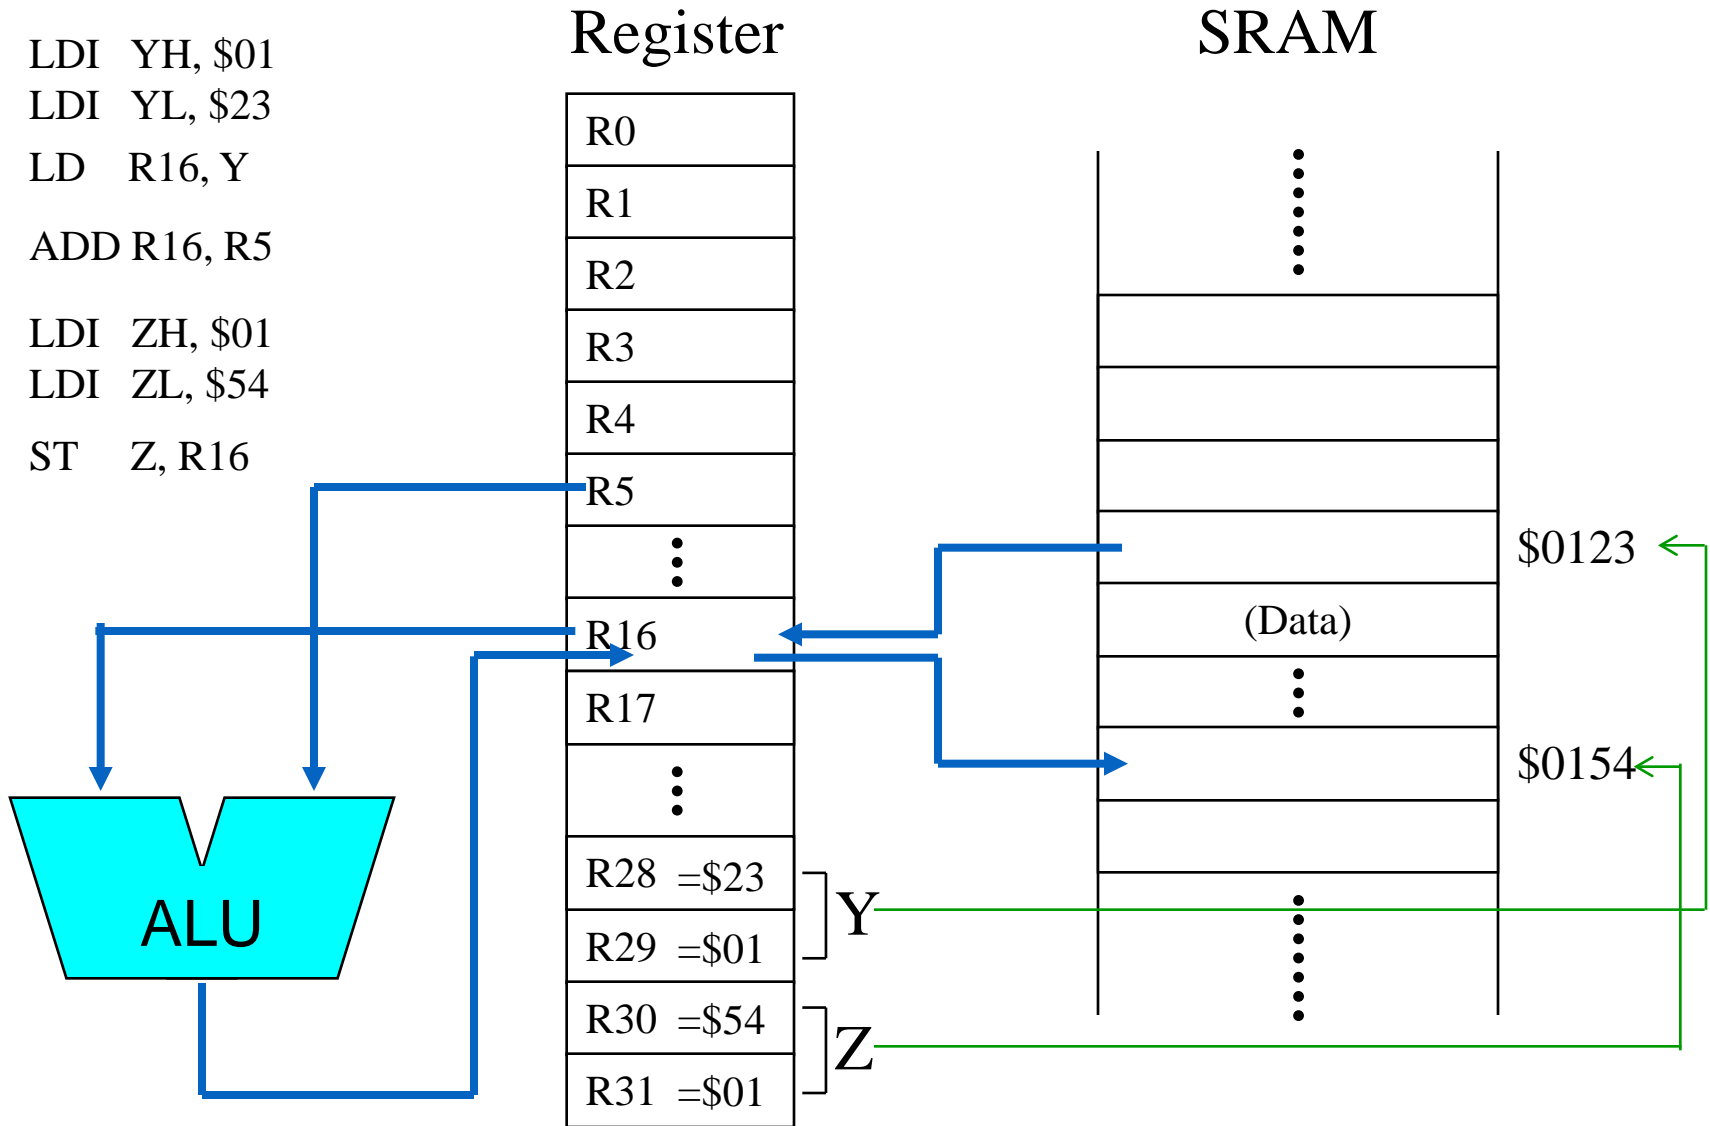 LDI YH, $01
LDI YL, $23
LD R16, Y
ADD R16, R5
LDI ZH, $01
LDI ZL, $54
ST Z, R16
ALU
Register
R0
R1
R2
R3
R4
R5
R16
R17
R28 =$23
R29 =$01
R30 =$54
R31 =$01
Y
Z
SRAM
(Data)
$0123
$0154